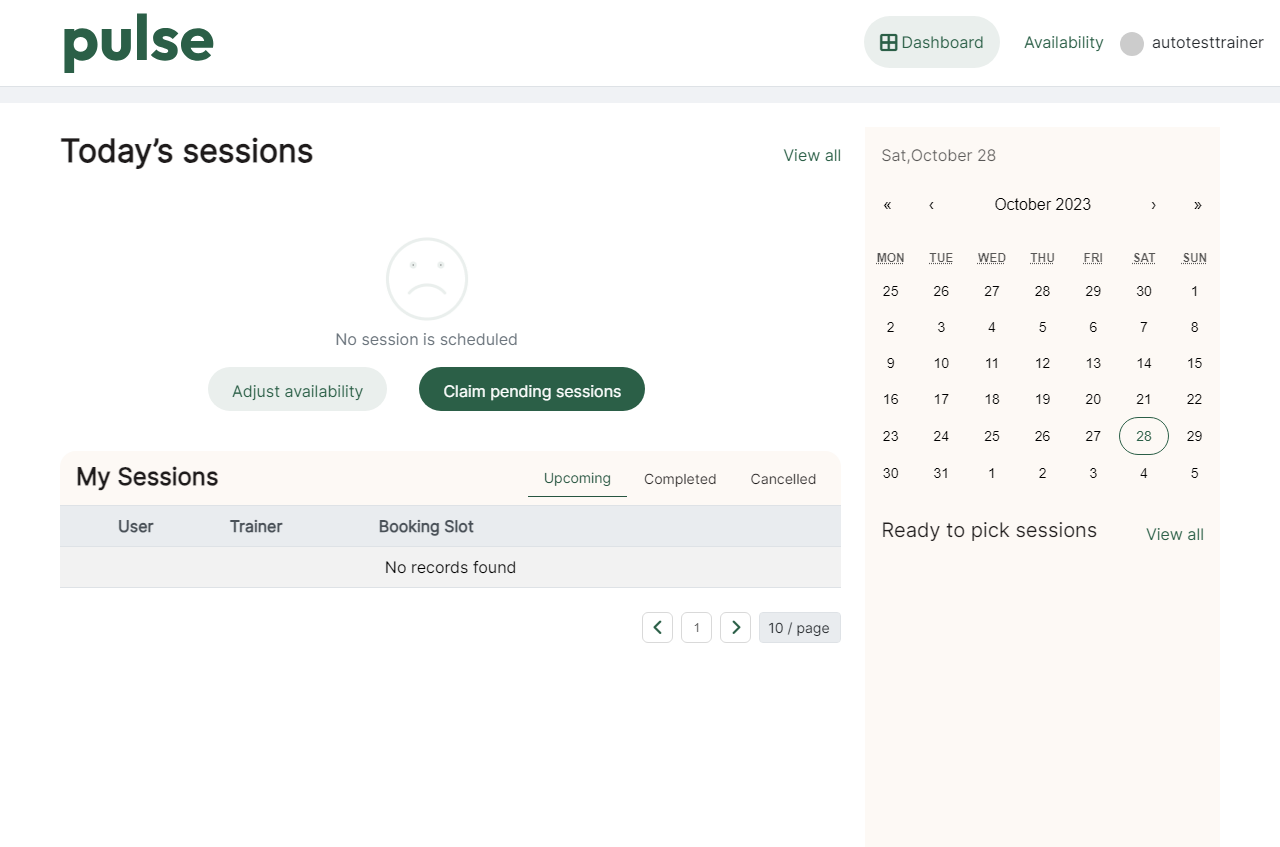 pulse
Dashboard
Availability
autotesttrainer
Today’s sessions
View all
No session is scheduled
Adjust availability
Claim pending sessions
My Sessions
Upcoming
Completed
Cancelled
User Trainer Booking Slot
No records found
1
10 / page
Sat,October 28
« ‹ October 2023 › »
MON TUE WED THU FRI SAT SUN
25 26 27 28 29 30 1
2 3 4 5 6 7 8
9 10 11 12 13 14 15
16 17 18 19 20 21 22
23 24 25 26 27 28 29
30 31 1 2 3 4 5
Ready to pick sessions
View all